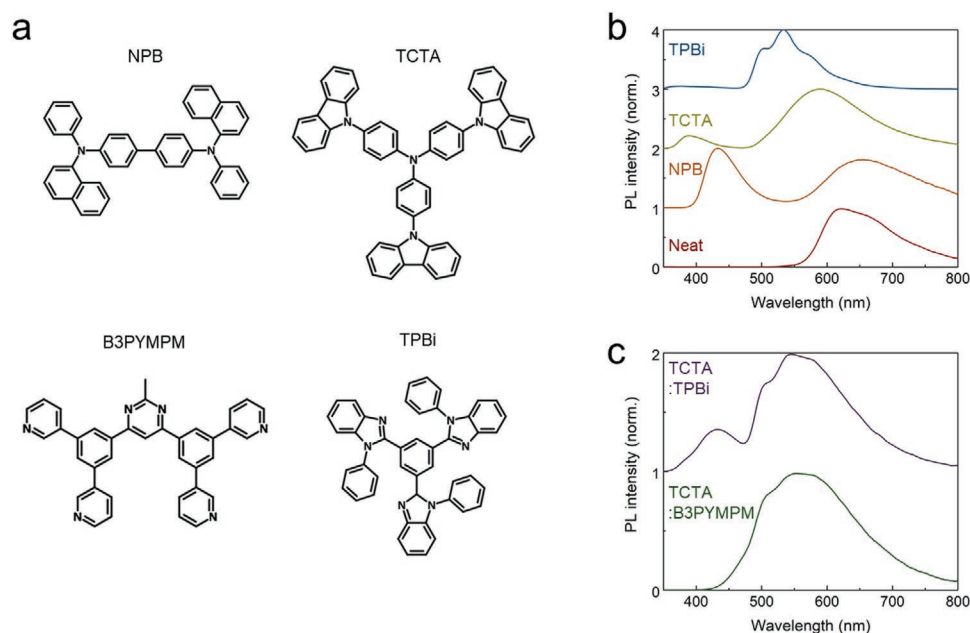 a
NPB
TCTA
N
N
N
N
N
N
B3PYMPM
TPBi
N
N
N
N
N
N
N
N
N
N
N
N
b
PL intensity (norm.)
4
3
2
1
0
TPBi
TCTA
NPB
Neat
400
500
600
700
800
Wavelength (nm)
c
PL intensity (norm.)
2
1
0
TCTA
:TPBi
TCTA
:B3PYMPM
400
500
600
700
800
Wavelength (nm)